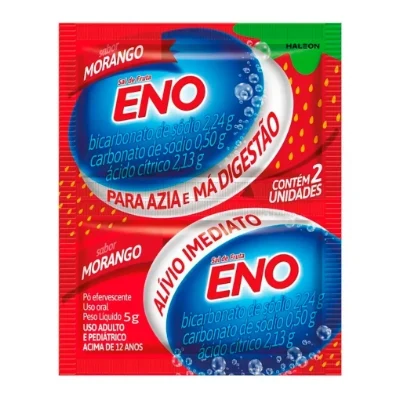 sabor
MORANGO
HALEON
Sal de Fruta
ENO
bicarbonato de sódio 2,24 g
carbonato de sódio 0,50 g
ácido cítrico 2,13 g
PARA AZIA E MÁ DIGESTÃO
CONTÉM 2
UNIDADES
sabor
MORANGO
ALÍVIO IMEDIATO
Sal de Fruta
ENO
bicarbonato de sódio 2,24 g
carbonato de sódio 0,50 g
ácido cítrico 2,13 g
Pó efervescente
Uso oral
Peso Líquido 5 g
USO ADULTO
E PEDIÁTRICO
ACIMA DE 12 ANOS